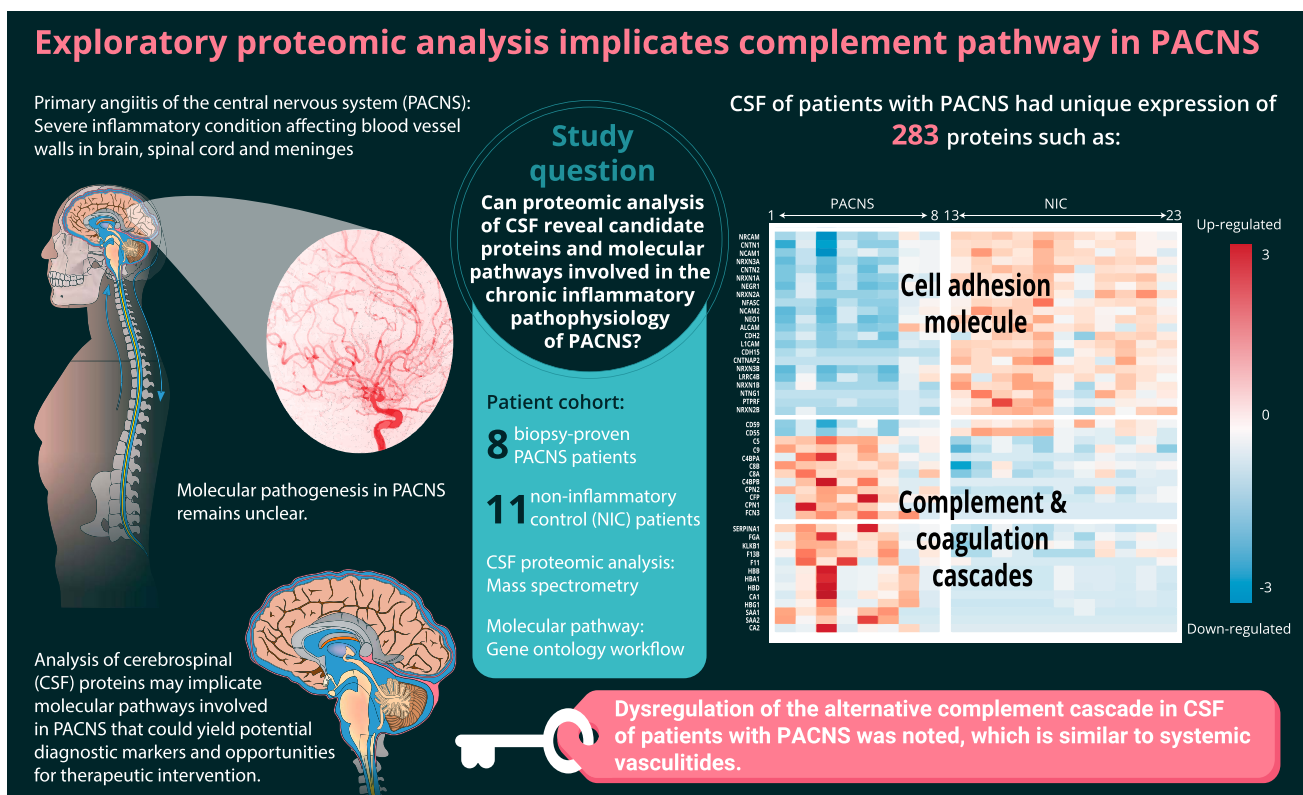 Exploratory proteomic analysis implicates complement pathway in PACNS
Primary angiitis of the central nervous system (PACNS):
Severe inflammatory condition affecting blood vessel
walls in brain, spinal cord and meninges
Molecular pathogenesis in PACNS
remains unclear.
Analysis of cerebrospinal
(CSF) proteins may implicate
molecular pathways involved
in PACNS that could yield potential
diagnostic markers and opportunities
for therapeutic intervention.
Study
question
Can proteomic analysis
of CSF reveal candidate
proteins and molecular
pathways involved in the
chronic inflammatory
pathophysiology
of PACNS?
Patient cohort:
8 biopsy-proven
PACNS patients
11 non-inflammatory
control (NIC) patients
CSF proteomic analysis:
Mass spectrometry
Molecular pathway:
Gene ontology workflow
CSF of patients with PACNS had unique expression of
283 proteins such as:
PACNS NIC
1 8 13 23
NRCAM
CNTN1
NCAM1
NRXN3A
CNTN2
NRXN1A
NEGR1
NRXN2A
NFASC
NCAM2
NEO1
ALCAM
CDH2
L1CAM
CDH15
CNTNAP2
NRXN3B
LRRC4B
NRXN1B
NTNG1
PTPRF
NRXN2B
CD59
CD55
C5
C9
C4BPA
C8B
C8A
C4BPB
CPN2
CFP
CPN1
FCN3
SERPINA1
FGA
KLKB1
F13B
F11
HBB
HBA1
HBD
CA1
HBG1
SAA1
SAA2
CA2
Cell adhesion
molecule
Complement &
coagulation
cascades
Up-regulated
3
0
-3
Down-regulated
Dysregulation of the alternative complement cascade in CSF
of patients with PACNS was noted, which is similar to systemic
vasculitides.